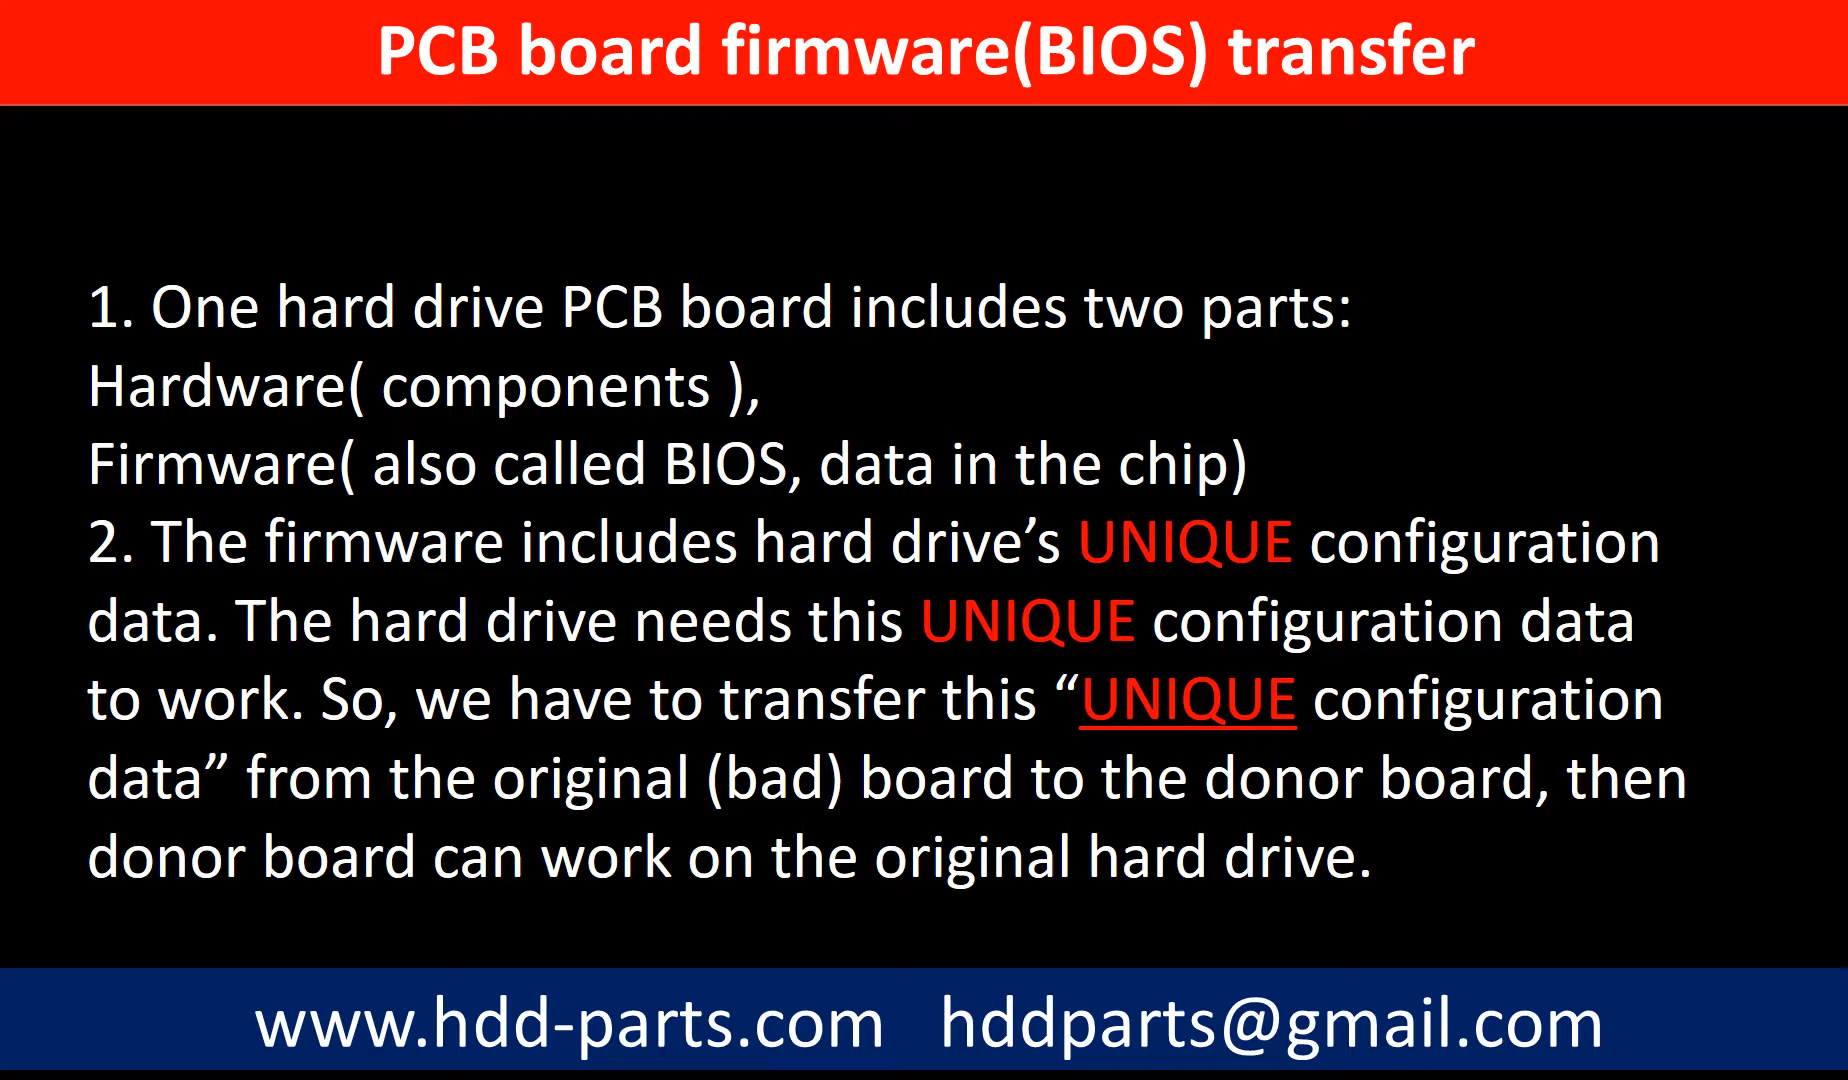 PCB board firmware(BIOS) transfer
1. One hard drive PCB board includes two parts:
Hardware( components ),
Firmware( also called BIOS, data in the chip)
2. The firmware includes hard drive’s UNIQUE configuration
data. The hard drive needs this UNIQUE configuration data
to work. So, we have to transfer this “UNIQUE configuration
data” from the original (bad) board to the donor board, then
donor board can work on the original hard drive.
www.hdd-parts.com hddparts@gmail.com